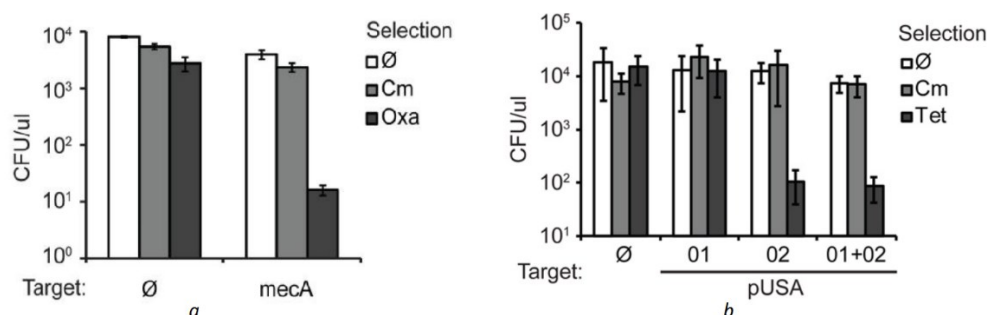 Selection
Ø
Cm
Oxa
CFU/ul
10⁴
10³
10²
10¹
10⁰
Target: Ø mecA
a
Selection
Ø
Cm
Tet
CFU/ul
10⁵
10⁴
10³
10²
10¹
Target: Ø 01 02 01+02
pUSA
b